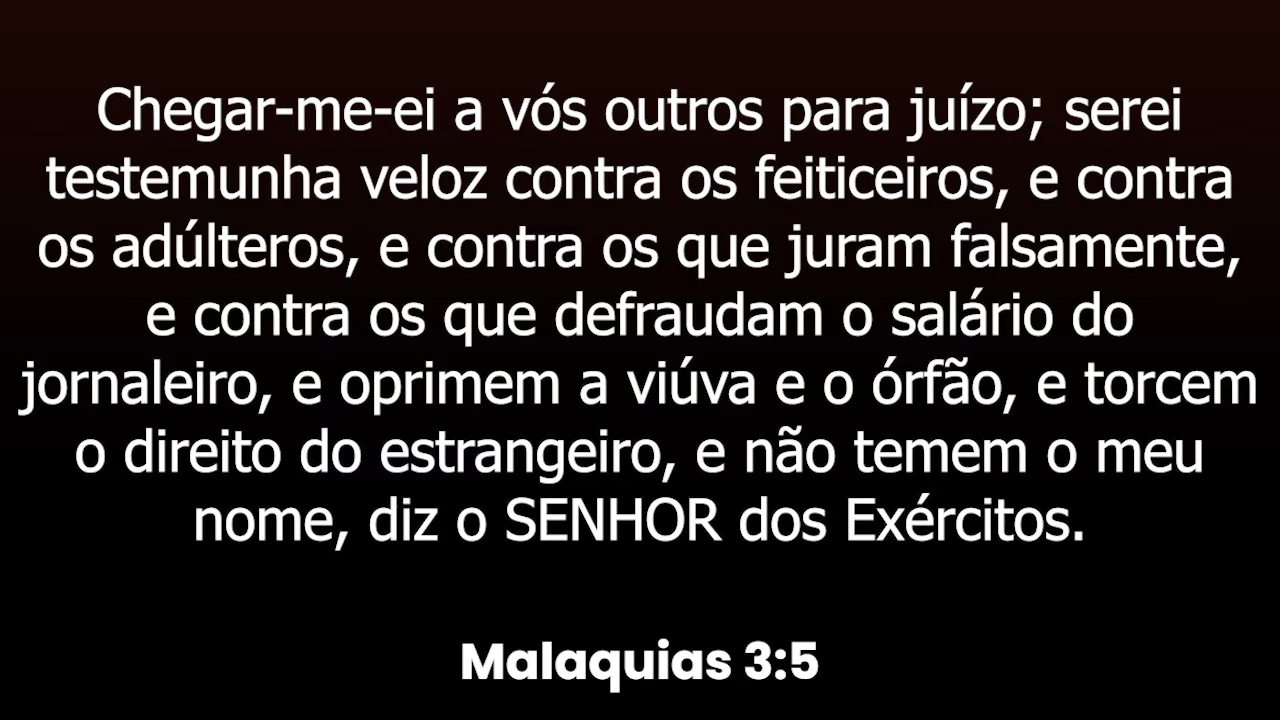 Chegar-me-ei a vós outros para juízo; serei
testemunha veloz contra os feiticeiros, e contra
os adúlteros, e contra os que juram falsamente,
e contra os que defraudam o salário do
jornaleiro, e oprimem a viúva e o órfão, e torcem
o direito do estrangeiro, e não temem o meu
nome, diz o SENHOR dos Exércitos.
Malaquias 3:5